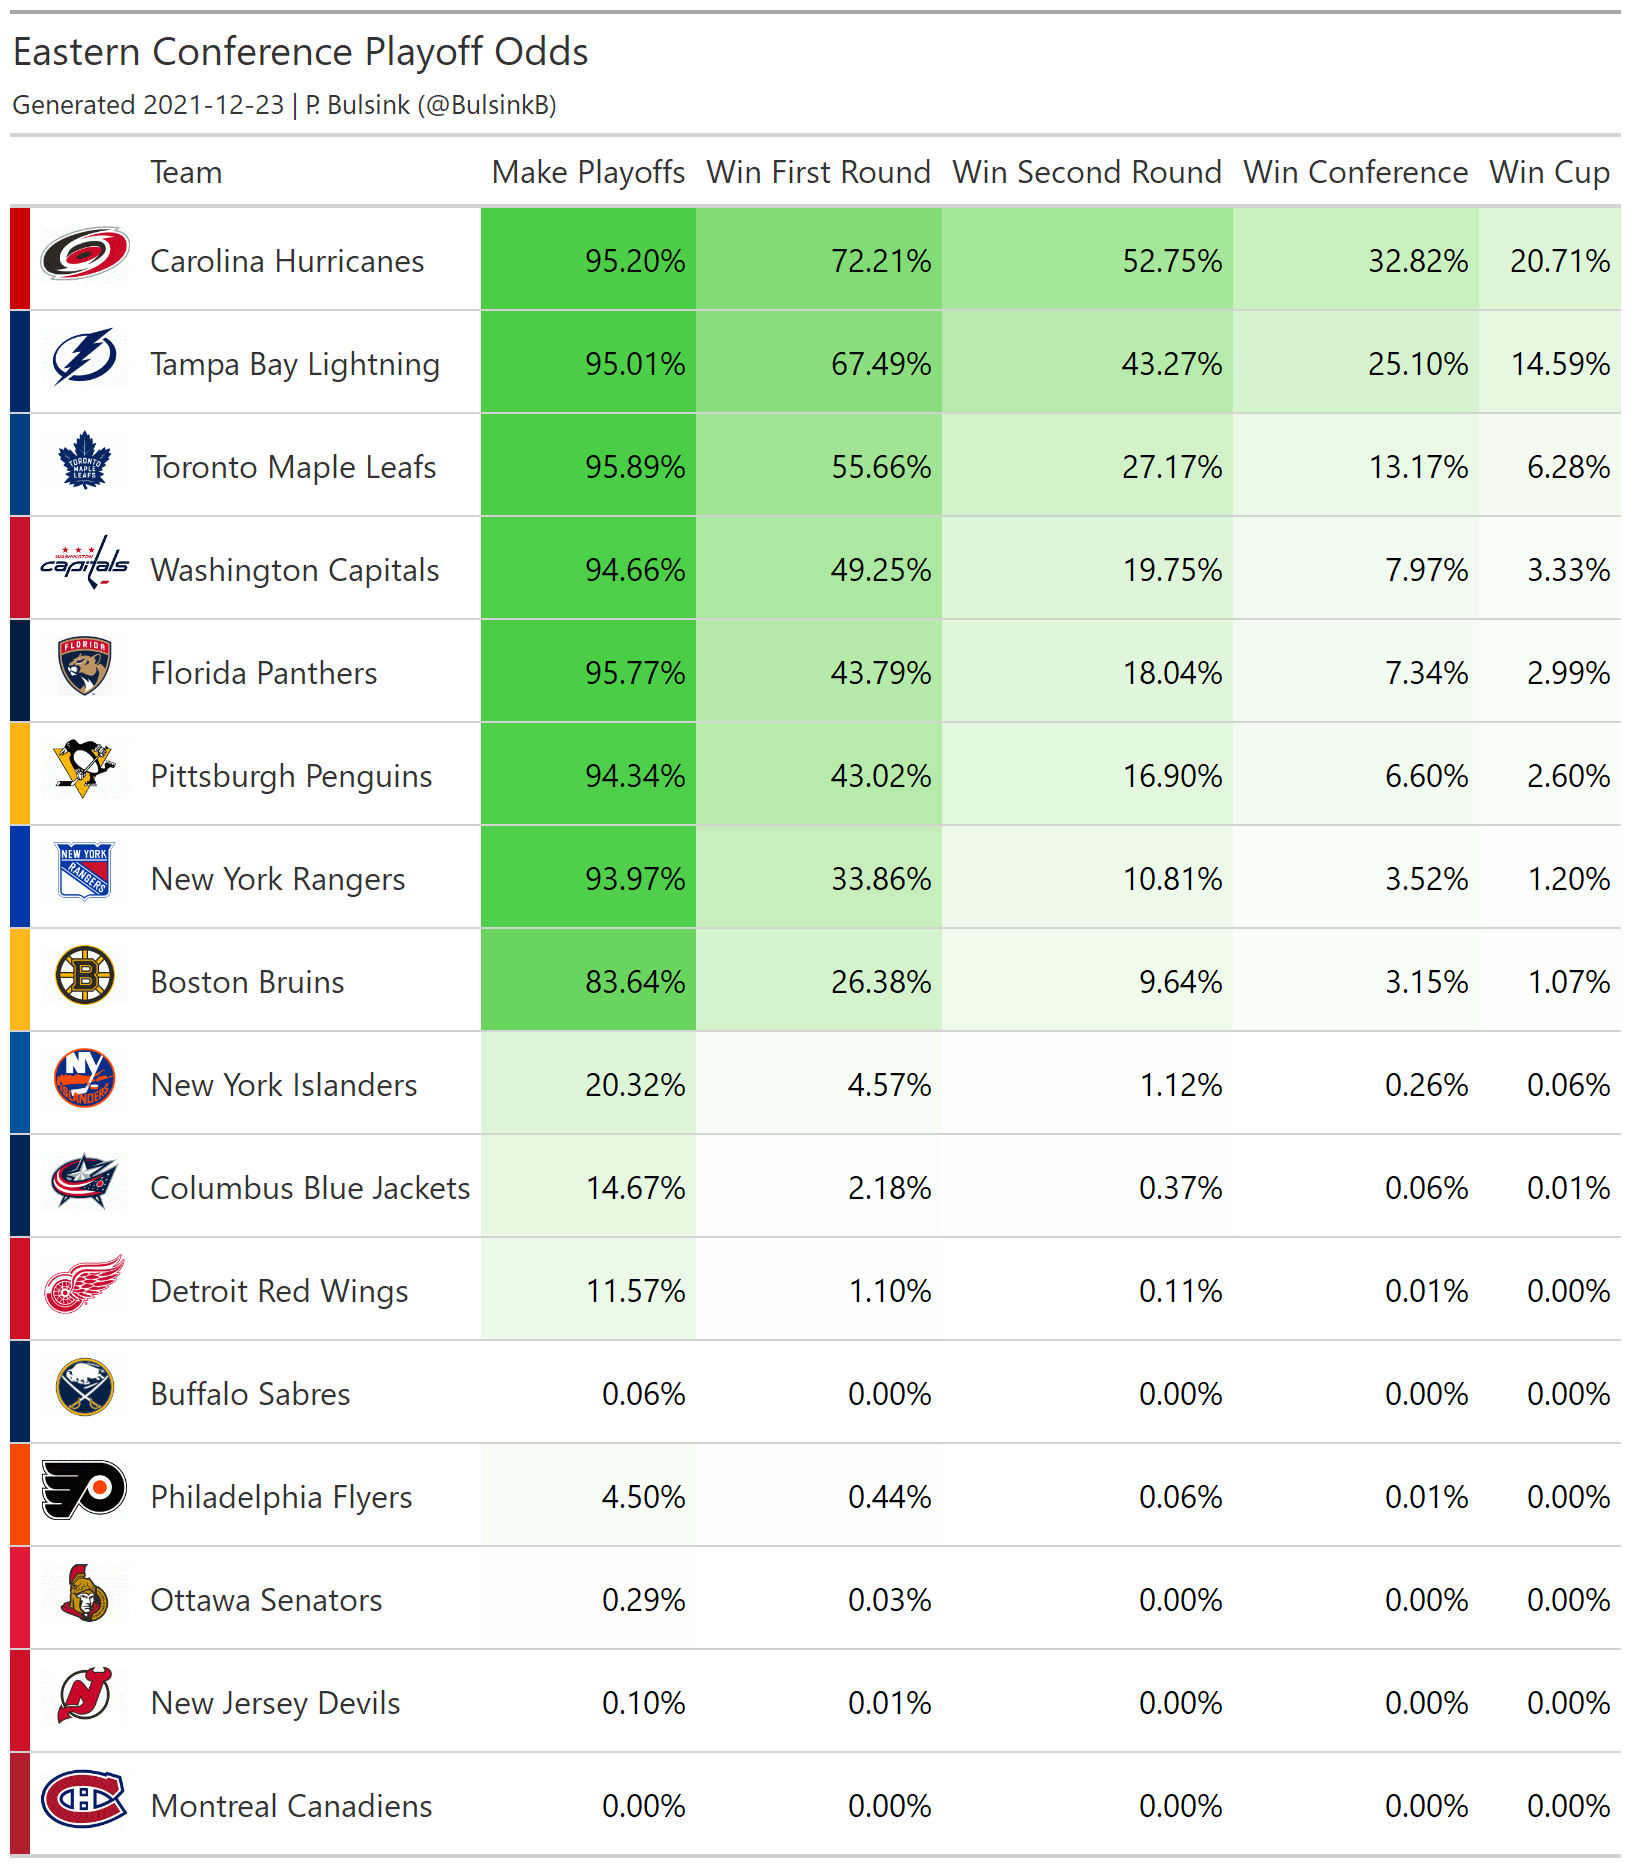 Eastern Conference Playoff Odds
Generated 2021-12-23 | P. Bulsink (@BulsinkB)
Team Make Playoffs Win First Round Win Second Round Win Conference Win Cup
Carolina Hurricanes 95.20% 72.21% 52.75% 32.82% 20.71%
Tampa Bay Lightning 95.01% 67.49% 43.27% 25.10% 14.59%
TORONTO MAPLE LEAFS Toronto Maple Leafs 95.89% 55.66% 27.17% 13.17% 6.28%
WASHINGTON capitals Washington Capitals 94.66% 49.25% 19.75% 7.97% 3.33%
FLORIDA Florida Panthers 95.77% 43.79% 18.04% 7.34% 2.99%
Pittsburgh Penguins 94.34% 43.02% 16.90% 6.60% 2.60%
NEW YORK RANGERS New York Rangers 93.97% 33.86% 10.81% 3.52% 1.20%
B Boston Bruins 83.64% 26.38% 9.64% 3.15% 1.07%
NY ISLANDERS New York Islanders 20.32% 4.57% 1.12% 0.26% 0.06%
Columbus Blue Jackets 14.67% 2.18% 0.37% 0.06% 0.01%
Detroit Red Wings 11.57% 1.10% 0.11% 0.01% 0.00%
Buffalo Sabres 0.06% 0.00% 0.00% 0.00% 0.00%
Philadelphia Flyers 4.50% 0.44% 0.06% 0.01% 0.00%
Ottawa Senators 0.29% 0.03% 0.00% 0.00% 0.00%
New Jersey Devils 0.10% 0.01% 0.00% 0.00% 0.00%
Montreal Canadiens 0.00% 0.00% 0.00% 0.00% 0.00%